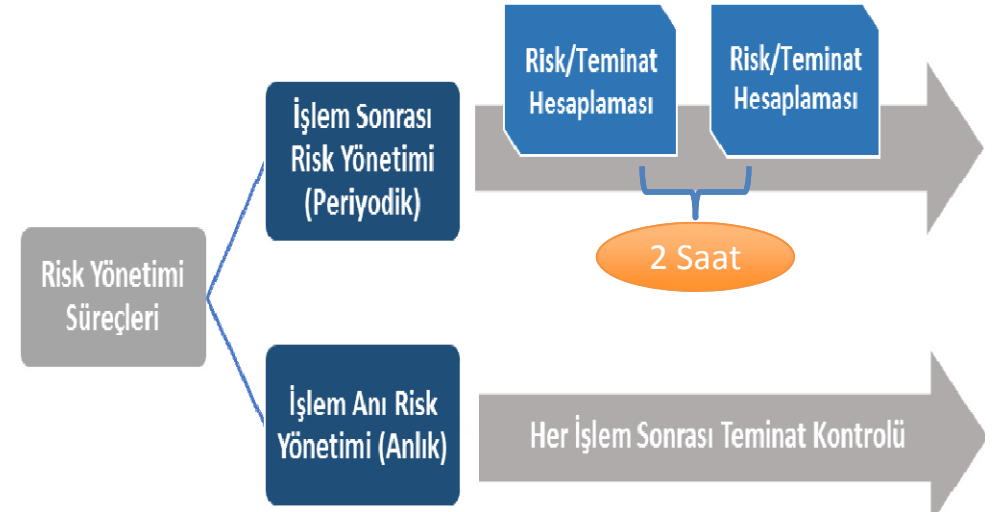 Risk Yönetimi
Süreçleri
İşlem Sonrası
Risk Yönetimi
(Periyodik)
Risk/Teminat
Hesaplaması
Risk/Teminat
Hesaplaması
2 Saat
İşlem Anı Risk
Yönetimi (Anlık)
Her İşlem Sonrası Teminat Kontrolü